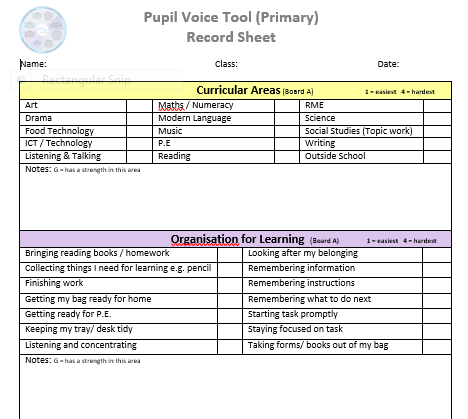 Pupil Voice Tool (Primary)
Record Sheet
Name: Class: Date:
Rectangular Snip
Curricular Areas (Board A) 1 = easiest 4 = hardest
Art Maths / Numeracy RME
Drama Modern Language Science
Food Technology Music Social Studies (Topic work)
ICT / Technology P.E Writing
Listening & Talking Reading Outside School
Notes: G = has a strength in this area
Organisation for Learning (Board A) 1 = easiest 4 = hardest
Bringing reading books / homework Looking after my belonging
Collecting things I need for learning e.g. pencil Remembering information
Finishing work Remembering instructions
Getting my bag ready for home Remembering what to do next
Getting ready for P.E. Starting task promptly
Keeping my tray/ desk tidy Staying focused on task
Listening and concentrating Taking forms/ books out of my bag
Notes: G = has a strength in this area